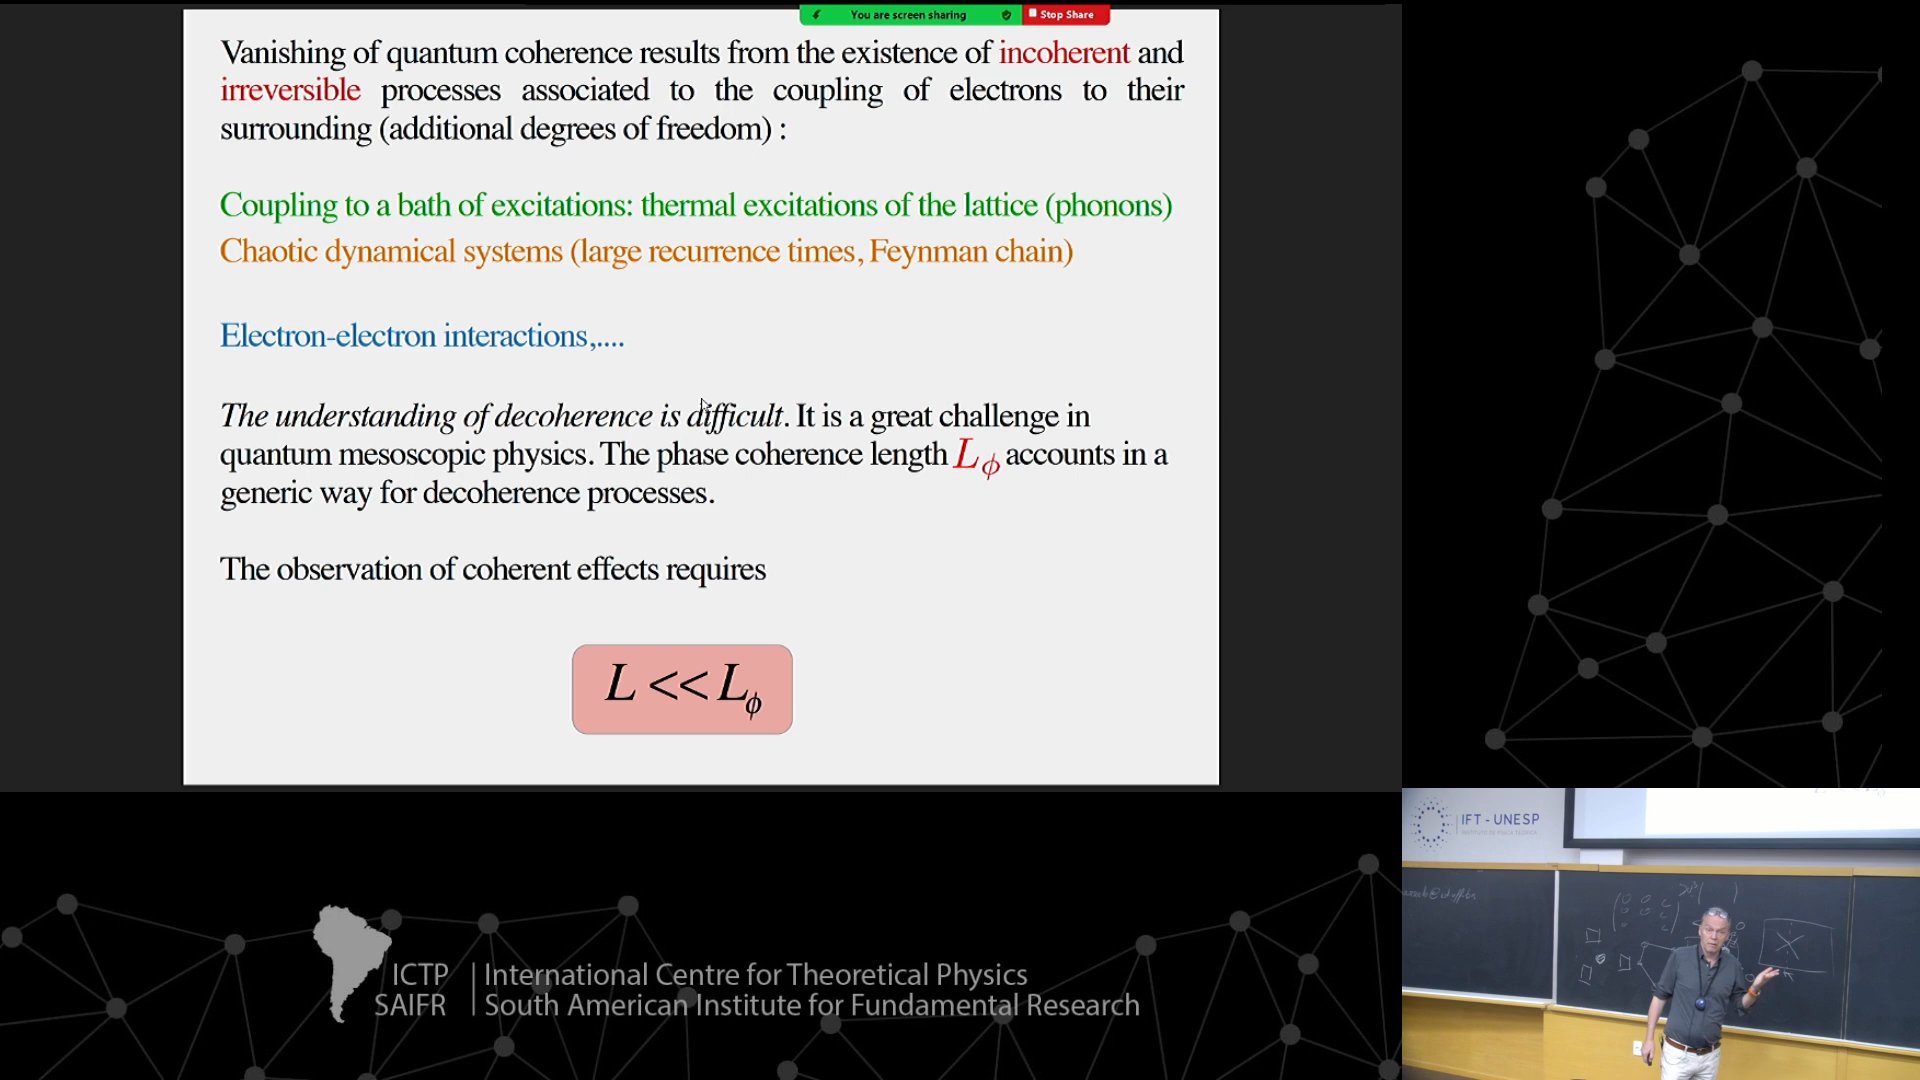 You are screen sharing
Stop Share
Vanishing of quantum coherence results from the existence of incoherent and
irreversible processes associated to the coupling of electrons to their
surrounding (additional degrees of freedom) :
Coupling to a bath of excitations: thermal excitations of the lattice (phonons)
Chaotic dynamical systems (large recurrence times, Feynman chain)
Electron-electron interactions,....
The understanding of decoherence is difficult. It is a great challenge in
quantum mesoscopic physics. The phase coherence length L_ϕ accounts in a
generic way for decoherence processes.
The observation of coherent effects requires
L << L_ϕ
IFT - UNESP
ICTP | International Centre for Theoretical Physics
SAIFR | South American Institute for Fundamental Research